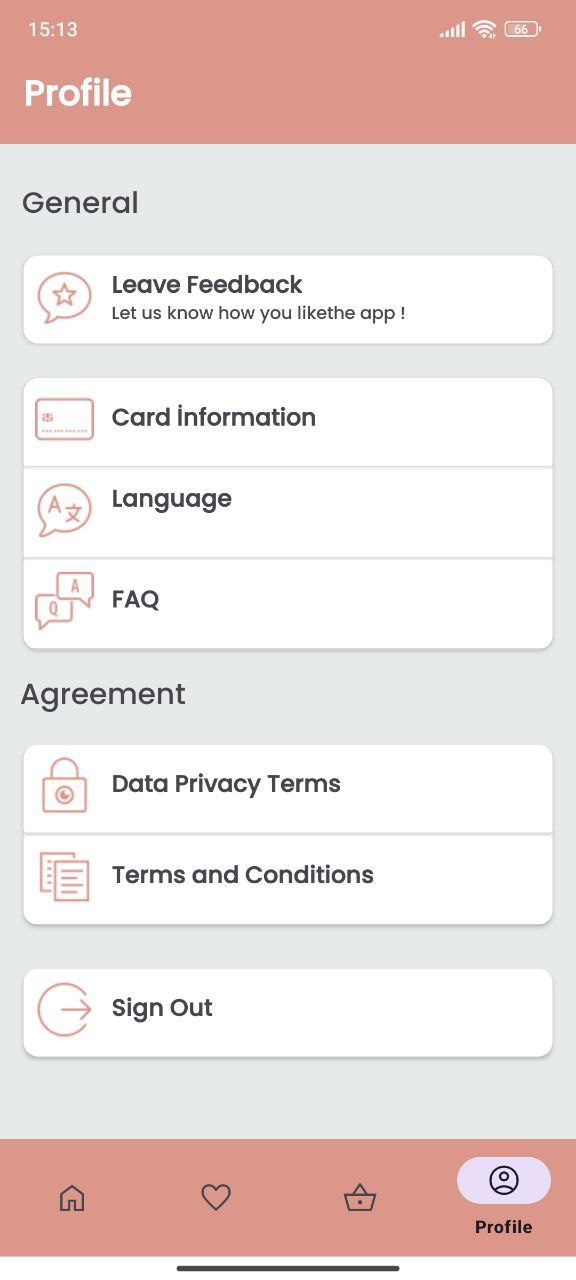 15:13
66
Profile
General
Leave Feedback
Let us know how you likethe app !
Card İnformation
A 文
Language
A
Q
FAQ
Agreement
Data Privacy Terms
Terms and Conditions
Sign Out
Profile